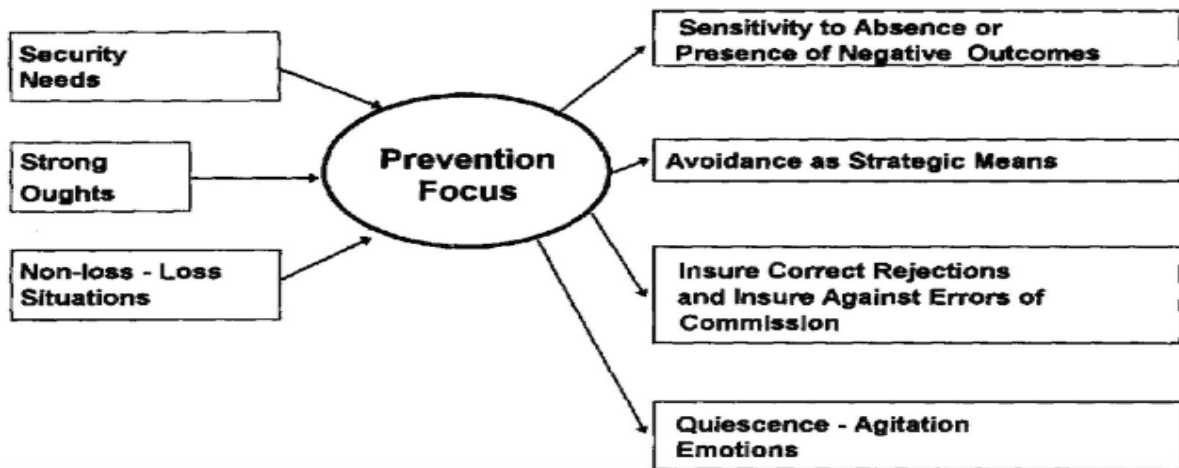 Security
Needs
Strong
Oughts
Non-loss - Loss
Situations
Prevention
Focus
Sensitivity to Absence or
Presence of Negative Outcomes
Avoidance as Strategic Means
Insure Correct Rejections
and Insure Against Errors of
Commission
Quiescence - Agitation
Emotions